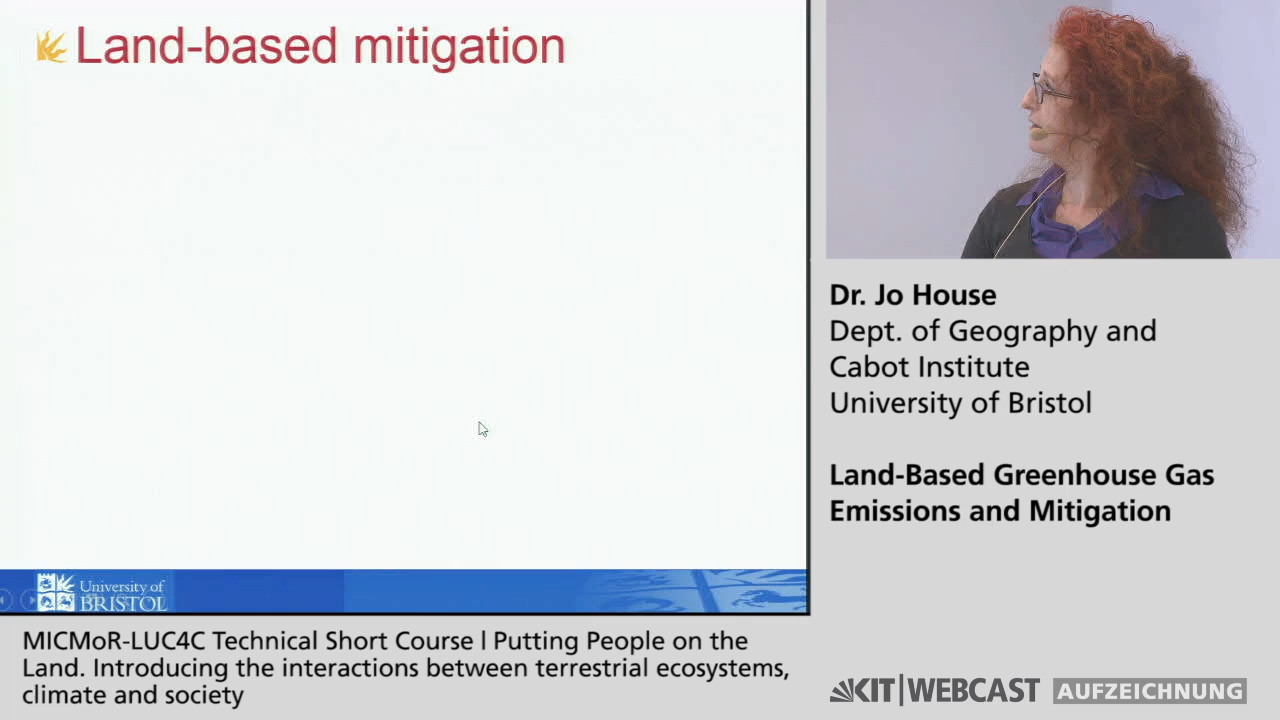 Land-based mitigation
University of
BRISTOL
Dr. Jo House
Dept. of Geography and
Cabot Institute
University of Bristol
Land-Based Greenhouse Gas
Emissions and Mitigation
MICMoR-LUC4C Technical Short Course | Putting People on the
Land. Introducing the interactions between terrestrial ecosystems,
climate and society
KIT|WEBCAST AUFZEICHNUNG